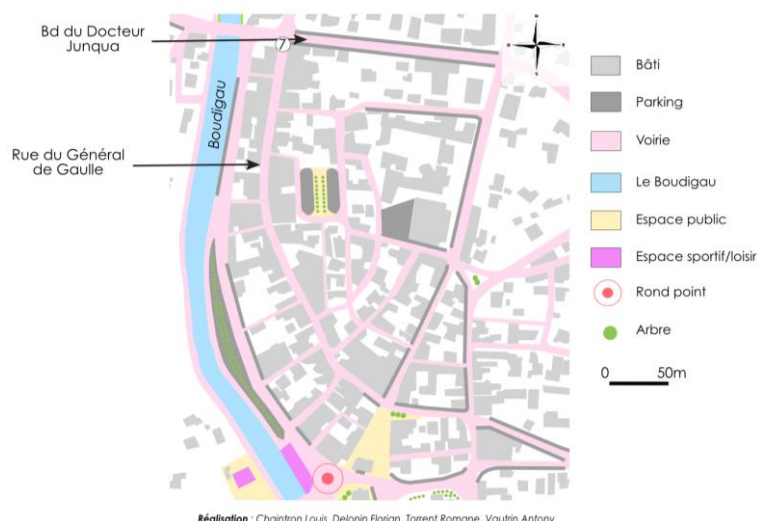 Bd du Docteur
Junqua
7
Boudigau
Rue du Général
de Gaulle
Bâti
Parking
Voirie
Le Boudigau
Espace public
Espace sportif/loisir
Rond point
Arbre
0 50m
Réalisation : Chaintron Louis, Delonin Florian, Torrent Romane, Vautrin Antony